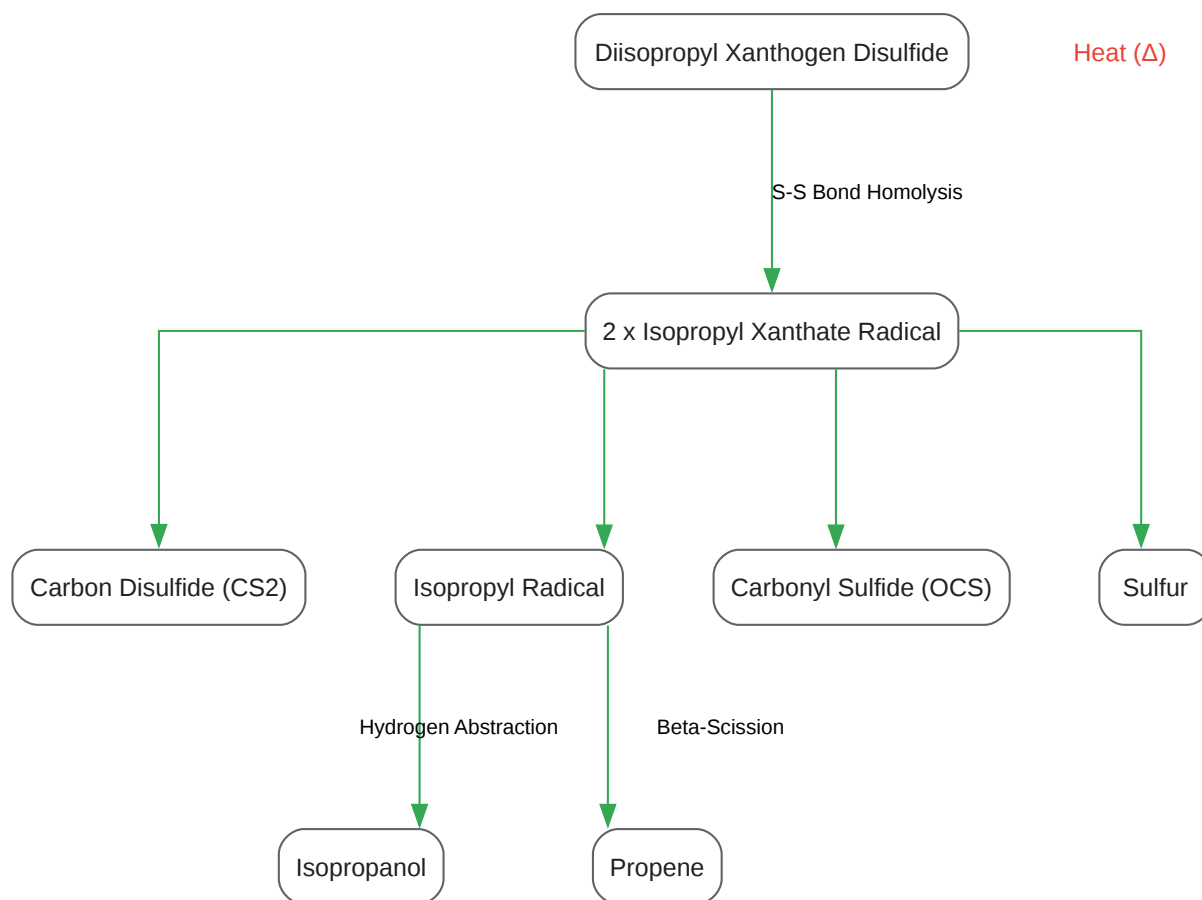 Diisopropyl Xanthogen Disulfide
Heat (Δ)
S-S Bond Homolysis
2 x Isopropyl Xanthate Radical
Carbon Disulfide (CS2)
Isopropyl Radical
Carbonyl Sulfide (OCS)
Sulfur
Hydrogen Abstraction
Beta-Scission
Isopropanol
Propene